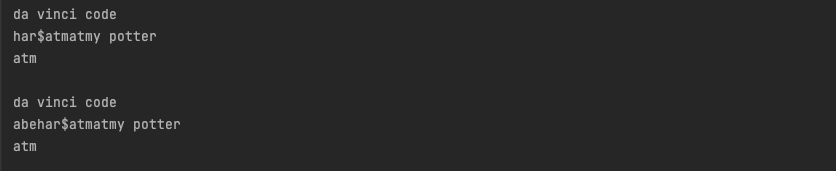 da vinci code
har$atmatmy potter
atm

da vinci code
abehar$atmatmy potter
atm